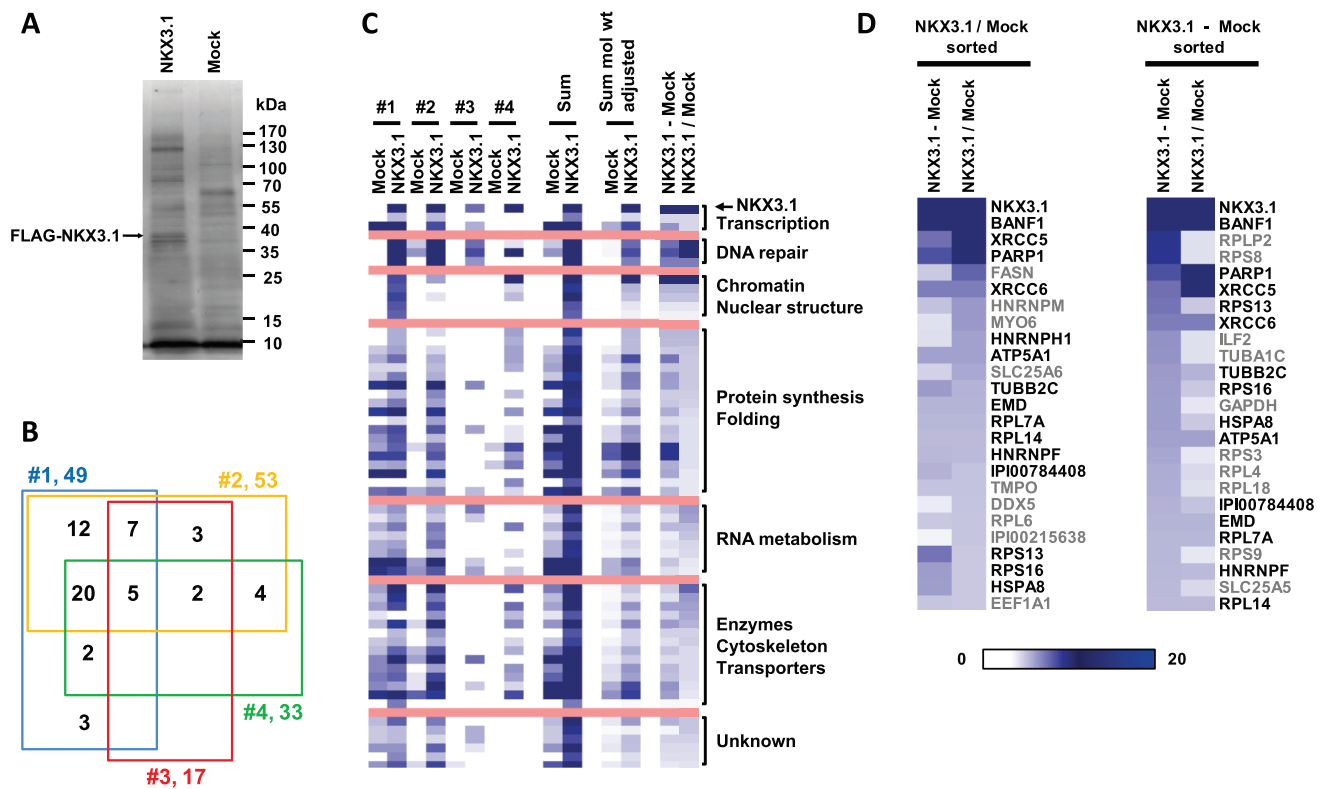 A
NKX3.1
Mock
kDa
170
130
100
70
55
40
35
25
15
10
FLAG-NKX3.1
B
#1, 49
#2, 53
12
7
3
20
5
2
4
2
3
#4, 33
#3, 17
C
#1
#2
#3
#4
Sum
Sum mol wt
adjusted
Mock
NKX3.1
Mock
NKX3.1
Mock
NKX3.1
Mock
NKX3.1
Mock
NKX3.1
Mock
NKX3.1
NKX3.1 - Mock
NKX3.1 / Mock
NKX3.1
Transcription
DNA repair
Chromatin
Nuclear structure
Protein synthesis
Folding
RNA metabolism
Enzymes
Cytoskeleton
Transporters
Unknown
D
NKX3.1 / Mock
sorted
NKX3.1 - Mock
NKX3.1 / Mock
NKX3.1
BANF1
XRCC5
PARP1
FASN
XRCC6
HNRNPM
MYO6
HNRNPH1
ATP5A1
SLC25A6
TUBB2C
EMD
RPL7A
RPL14
HNRNPF
IPI00784408
TMPO
DDX5
RPL6
IPI00215638
RPS13
RPS16
HSPA8
EEF1A1
NKX3.1 - Mock
sorted
NKX3.1 - Mock
NKX3.1 / Mock
NKX3.1
BANF1
RPLP2
RPS8
PARP1
XRCC5
RPS13
XRCC6
ILF2
TUBA1C
TUBB2C
RPS16
GAPDH
HSPA8
ATP5A1
RPS3
RPL4
RPL18
IPI00784408
EMD
RPL7A
RPS9
HNRNPF
SLC25A5
RPL14
0
20